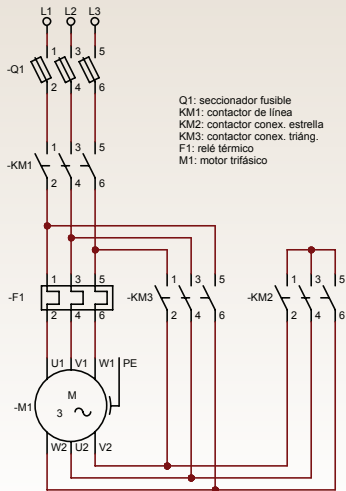 L1 L2 L3
1 3 5
-Q1
2 4 6
Q1: seccionador fusible
KM1: contactor de línea
KM2: contactor conex. estrella
KM3: contactor conex. triáng.
F1: relé térmico
M1: motor trifásico
1 3 5
-KM1
2 4 6
1 3 5 1 3 5 1 3 5
-F1 -KM3 -KM2
2 4 6 2 4 6 2 4 6
U1 V1 W1 PE
M
-M1 3
W2 U2 V2